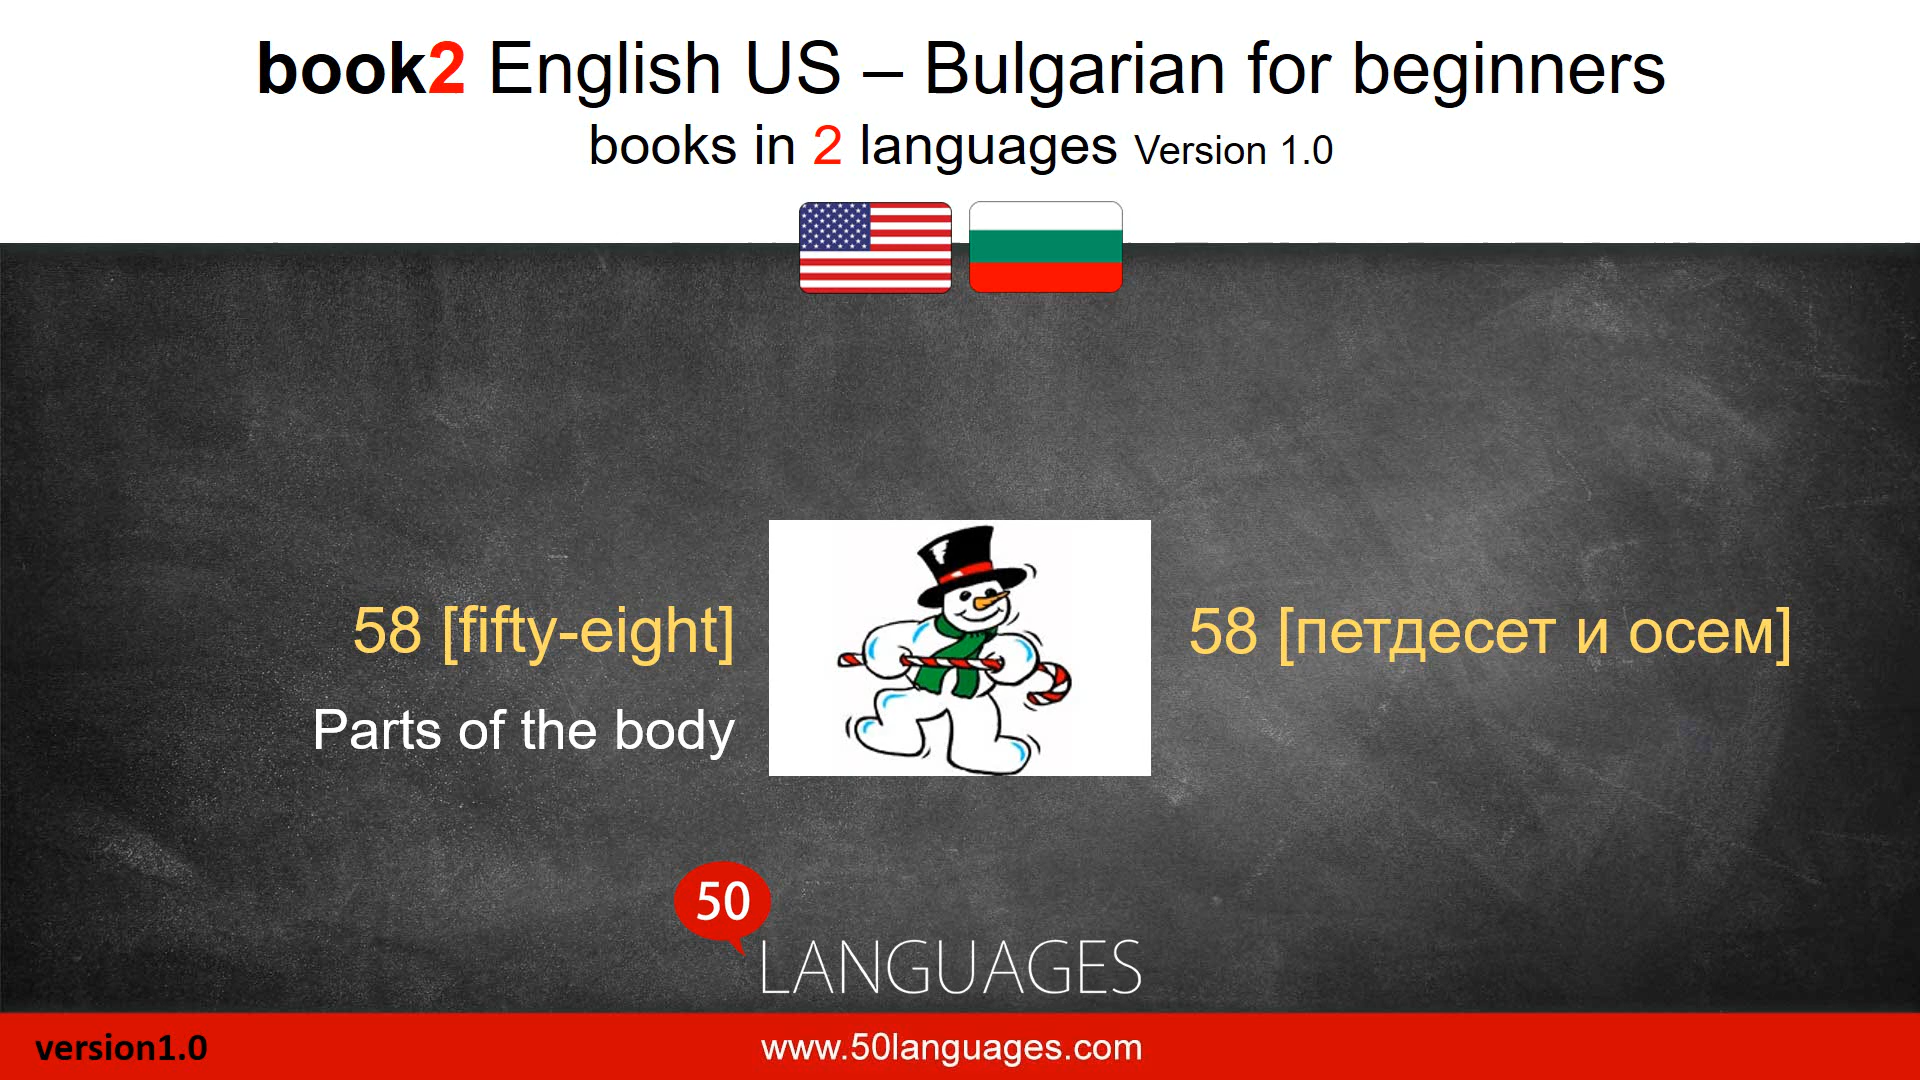 book2 English US – Bulgarian for beginners
books in 2 languages Version 1.0
58 [fifty-eight]
58 [петдесет и осем]
Parts of the body
50
LANGUAGES
version1.0
www.50languages.com